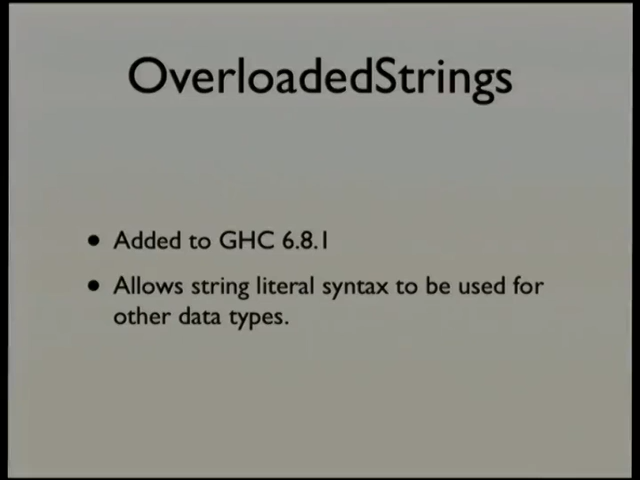 OverloadedStrings
• Added to GHC 6.8.1
• Allows string literal syntax to be used for
other data types.